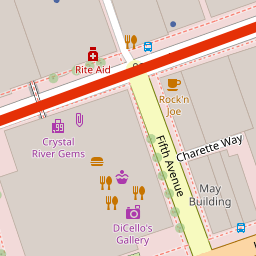 Rite Aid
Rock'n
Joe
Crystal
River Gems
Fifth Avenue
Charette Way
May
Building
DiCello's
Gallery